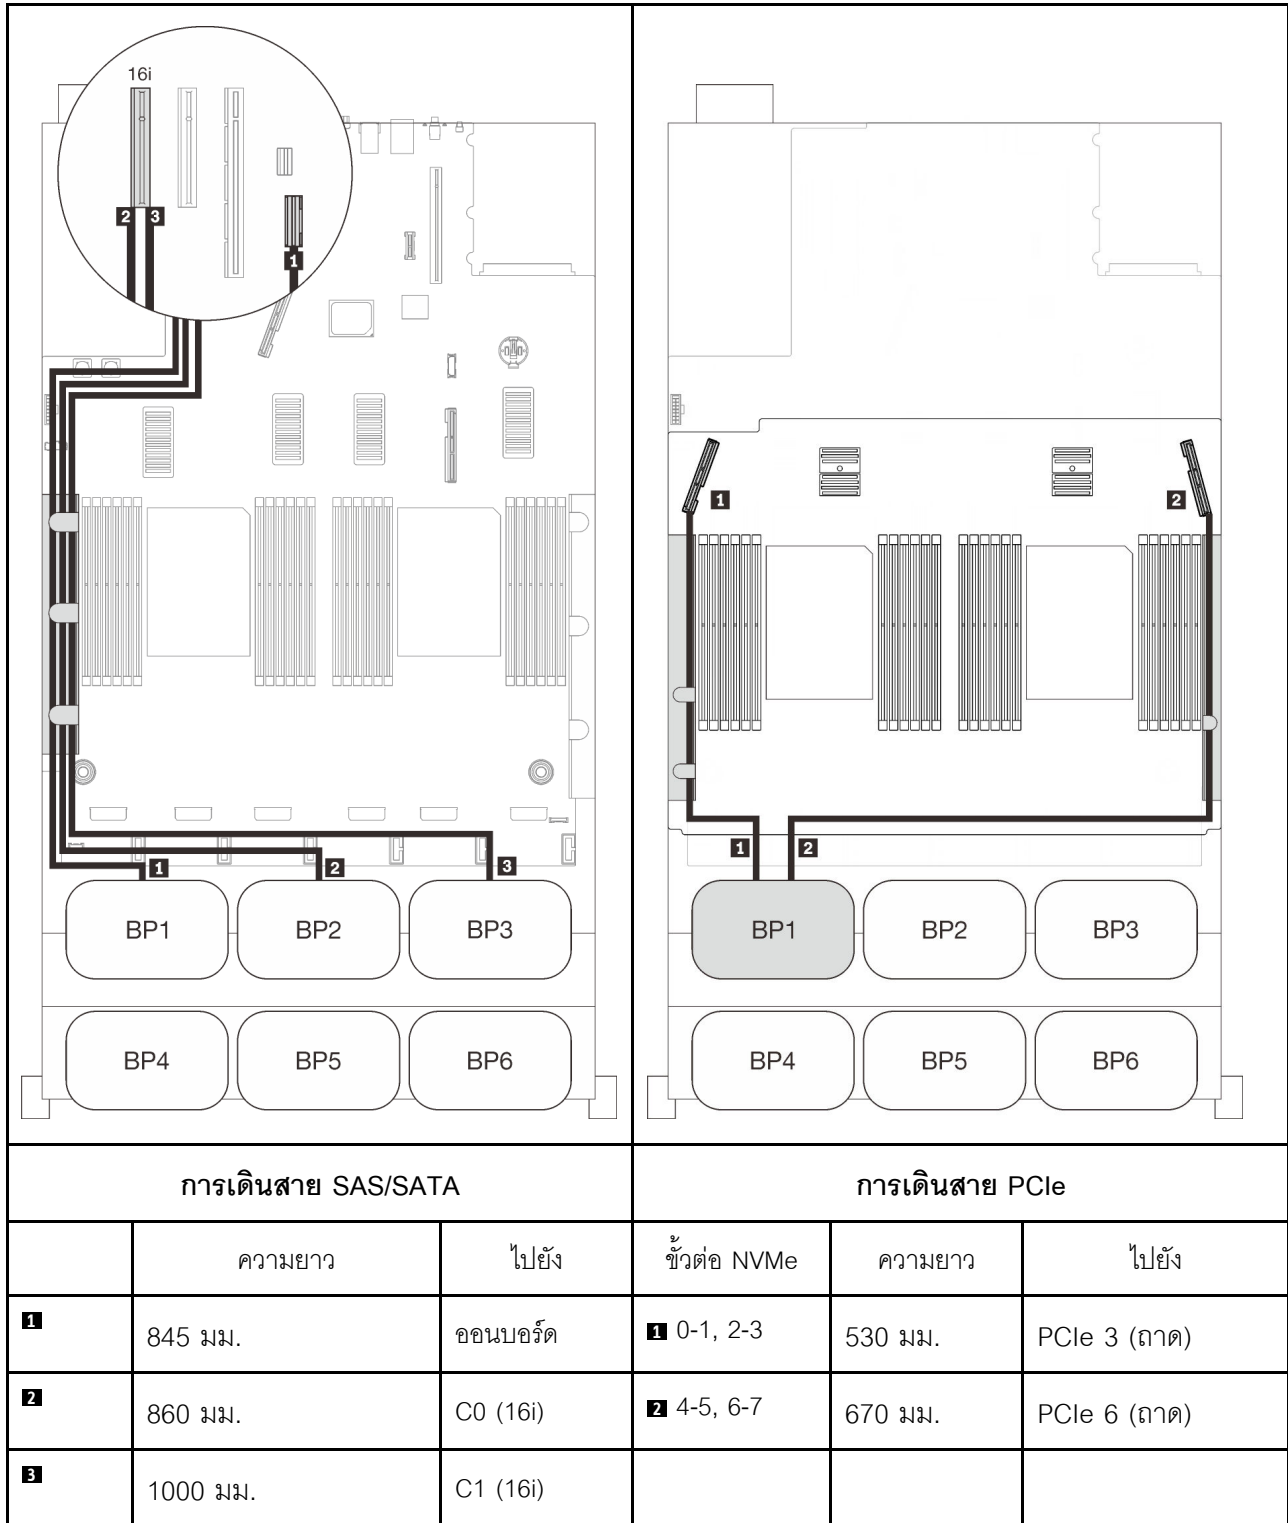 16i
2 3
1
1 2 3
BP1 BP2 BP3
BP4 BP5 BP6
1 2
1 2
BP1 BP2 BP3
BP4 BP5 BP6
การเดินสาย SAS/SATA การเดินสาย PCIe
ความยาว ไปยัง ขั้วต่อ NVMe ความยาว ไปยัง
1 845 มม. ออนบอร์ด 1 0-1, 2-3 530 มม. PCIe 3 (ถาด)
2 860 มม. C0 (16i) 2 4-5, 6-7 670 มม. PCIe 6 (ถาด)
3 1000 มม. C1 (16i)